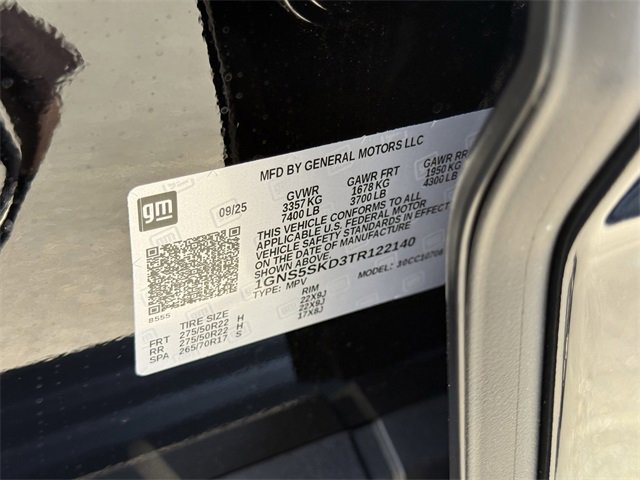 MFD BY GENERAL MOTORS LLC
gm
09/25
GVWR GAWR FRT GAWR RR
3357 KG 1678 KG 1950 KG
7400 LB 3700 LB 4300 LB
THIS VEHICLE CONFORMS TO ALL
APPLICABLE U.S. FEDERAL MOTOR
VEHICLE SAFETY STANDARDS IN EFFECT
ON THE DATE OF MANUFACTURE
SHOWN ABOVE.
1GNS5SKD3TR122140
TYPE: MPV MODEL: 10CC10706
8555
TIRE SIZE RIM
FRT 275/50R22 H 22X9J
RR 275/50R22 H 22X9J
SPA 265/70R17 S 17X8J